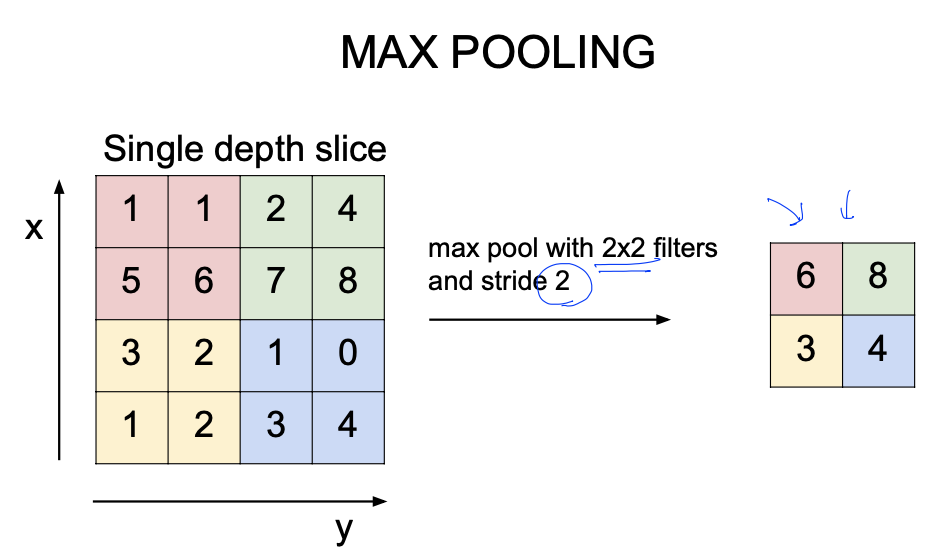 MAX POOLING
Single depth slice
x
1 1 2 4
5 6 7 8
3 2 1 0
1 2 3 4
y
max pool with 2x2 filters
and stride 2
6 8
3 4